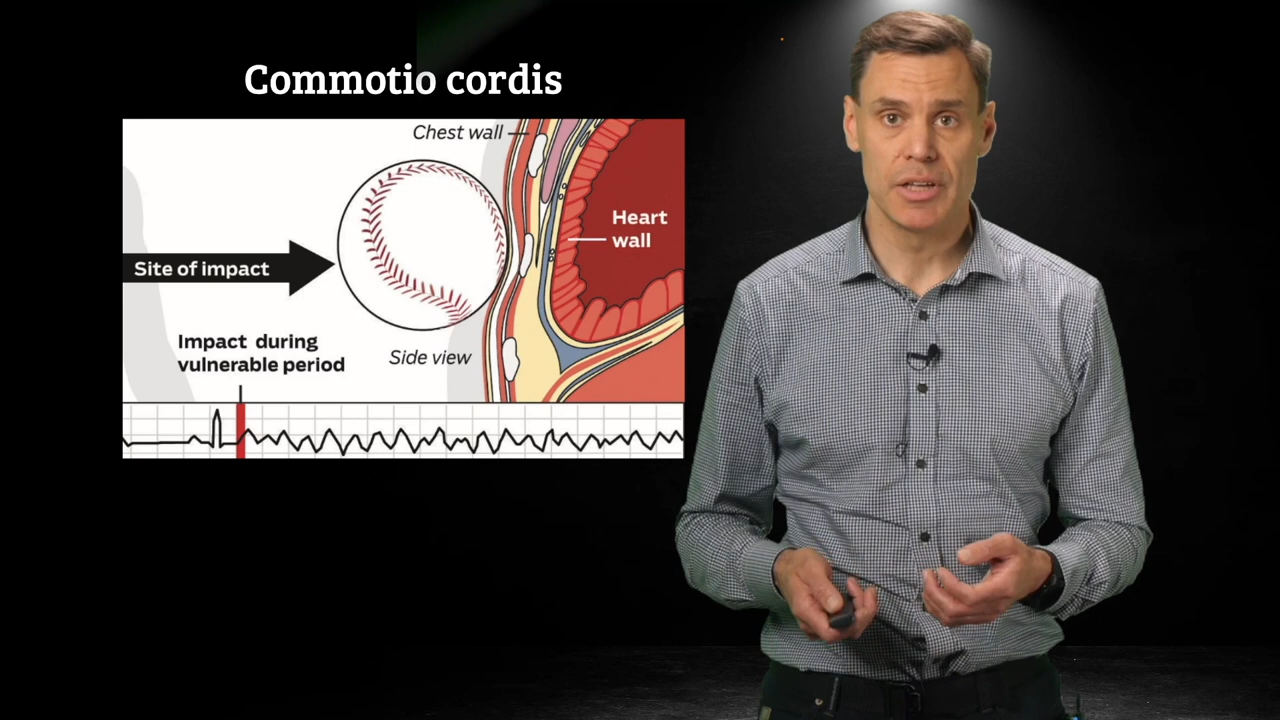 Commotio cordis
Chest wall
Heart
wall
Site of impact
Impact during
vulnerable period
Side view